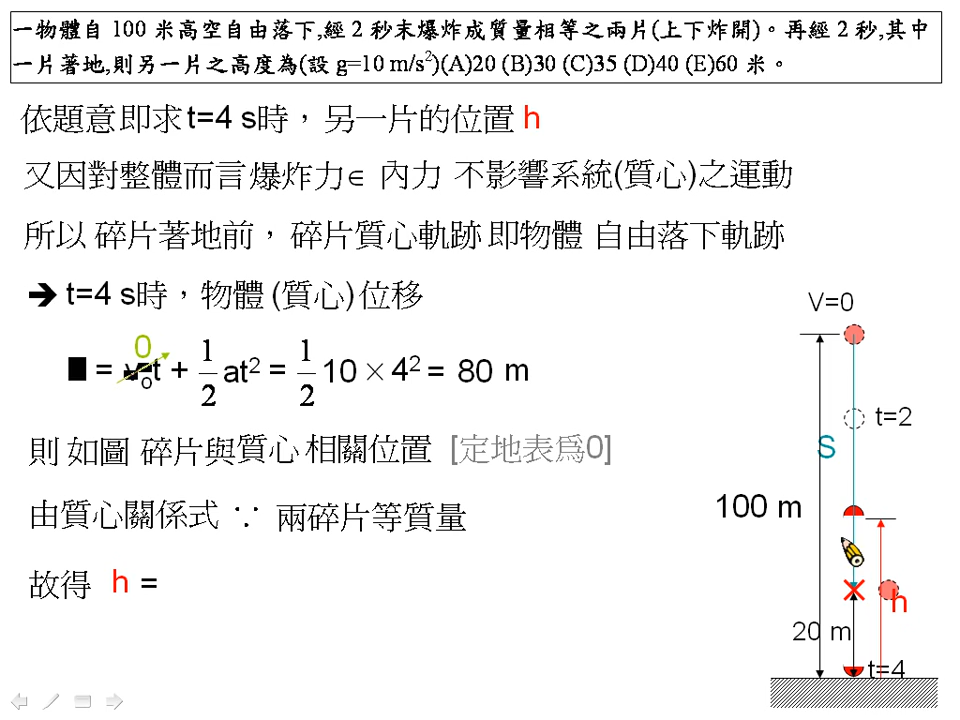 一物體自 100 米高空自由落下,經 2 秒末爆炸成質量相等之兩片(上下炸開)。再經 2 秒,其中
一片著地,則另一片之高度為(設 g=10 m/s²)(A)20 (B)30 (C)35 (D)40 (E)60 米。
依題意即求t=4 s時，另一片的位置 h
又因對整體而言爆炸力∈ 內力 不影響系統(質心)之運動
所以 碎片著地前，碎片質心軌跡即物體 自由落下軌跡
➔ t=4 s時，物體 (質心)位移
0
= t + 1/2 at² = 1/2 10 × 4² = 80 m
則 如圖 碎片與質心 相關位置 [定地表為0]
由質心關係式 ∵ 兩碎片等質量
故得 h =
V=0
t=2
S
100 m
h
20 m
t=4